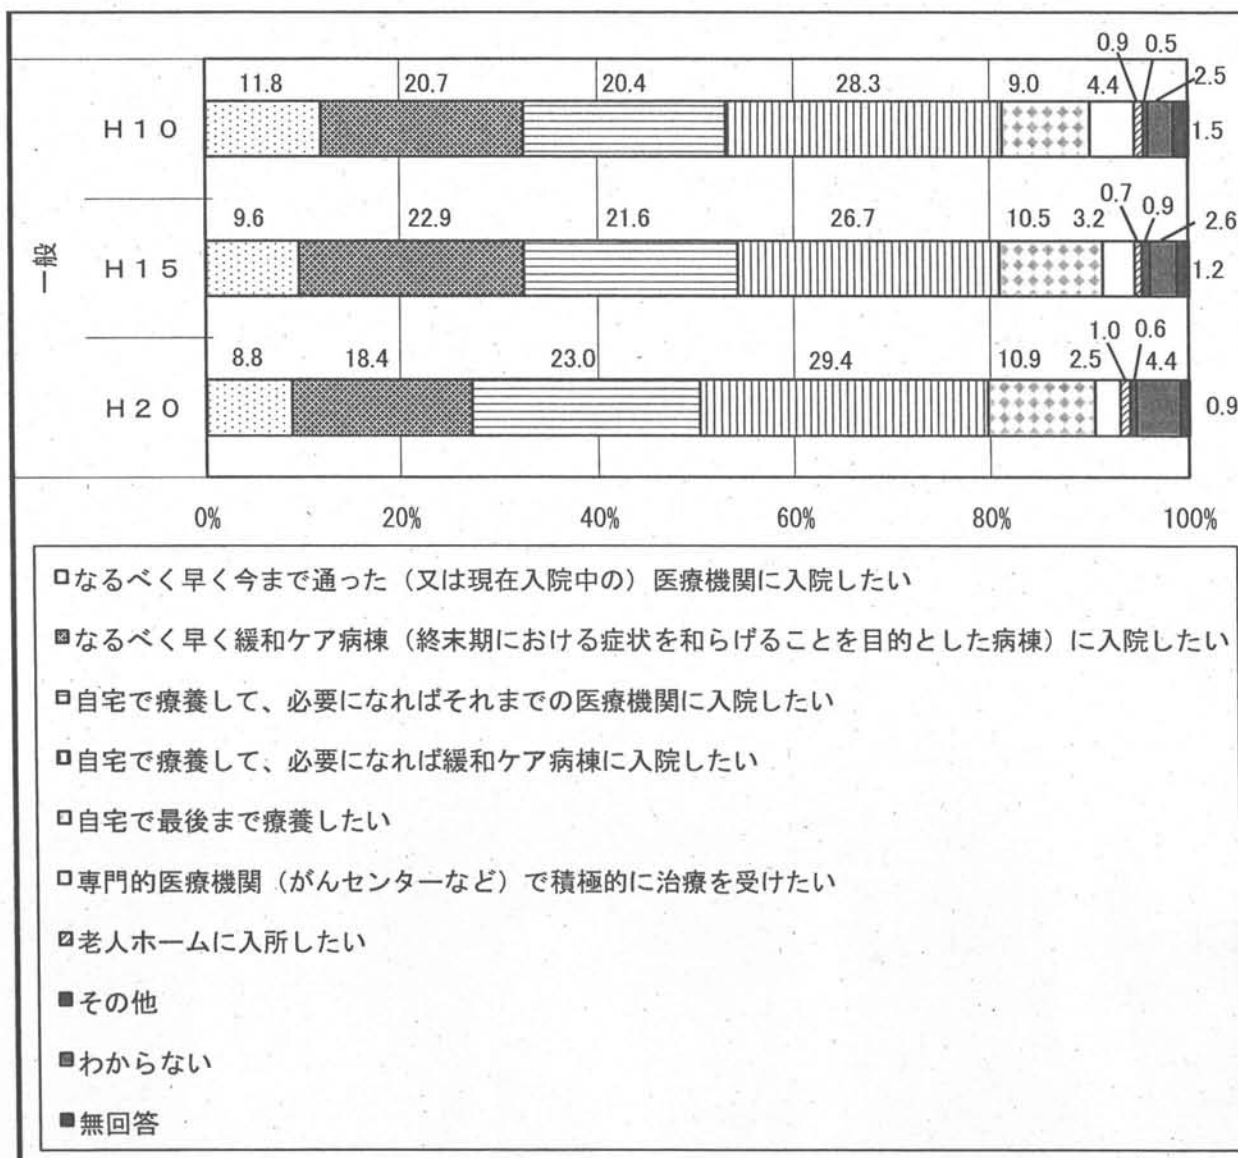 0.9 0.5
11.8 20.7 20.4 28.3 9.0 4.4 2.5
H10 1.5
0.7 0.9
9.6 22.9 21.6 26.7 10.5 3.2 2.6
一般
H15 1.2
1.0 0.6
8.8 18.4 23.0 29.4 10.9 2.5 4.4
H20 0.9
0% 20% 40% 60% 80% 100%
なるべく早く今まで通った（又は現在入院中の）医療機関に入院したい
なるべく早く緩和ケア病棟（終末期における症状を和らげることを目的とした病棟）に入院したい
自宅で療養して、必要になればそれまでの医療機関に入院したい
自宅で療養して、必要になれば緩和ケア病棟に入院したい
自宅で最後まで療養したい
専門的医療機関（がんセンターなど）で積極的に治療を受けたい
老人ホームに入所したい
その他
わからない
無回答